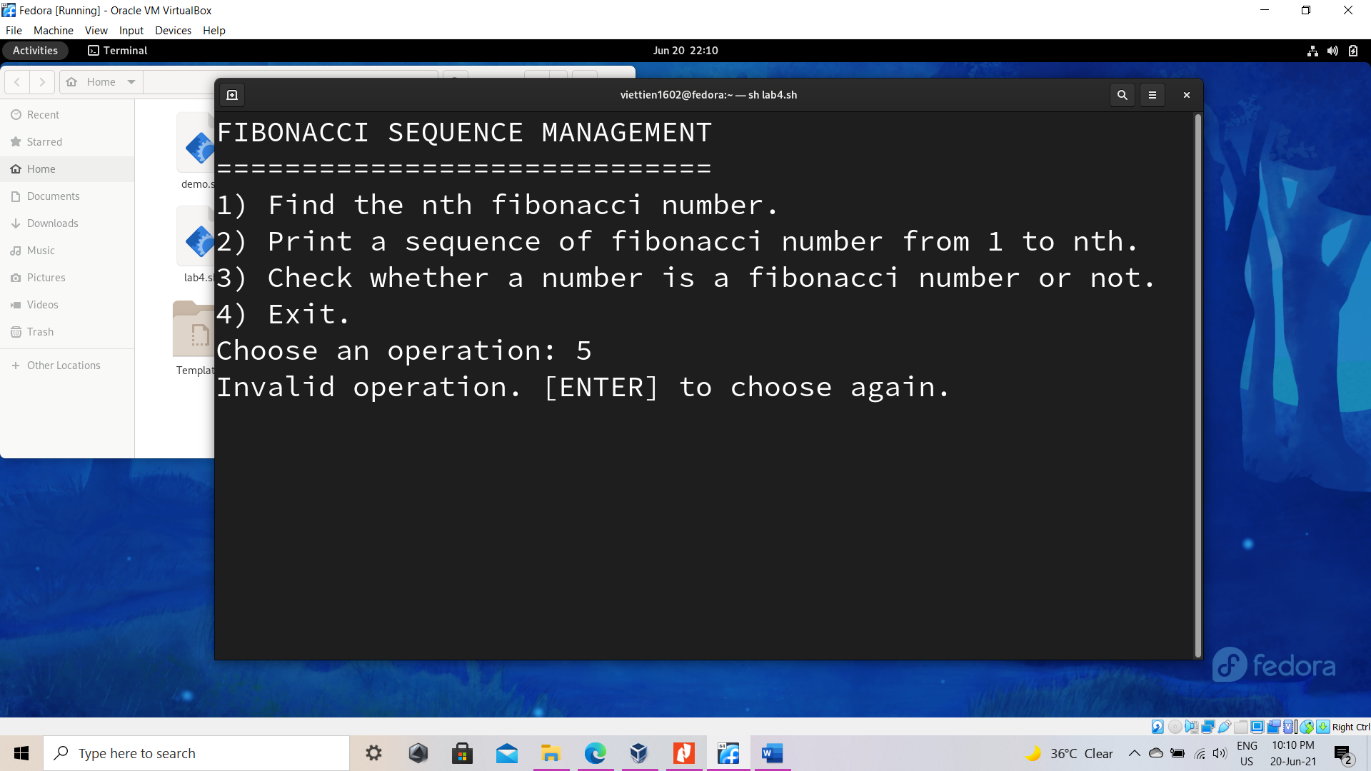 Fedora [Running] - Oracle VM VirtualBox
File Machine View Input Devices Help
Activities Terminal Jun 20 22:10
Home
viettien1602@fedora:~ — sh lab4.sh
Recent
Starred
Home
Documents
Downloads
Music
Pictures
Videos
Trash
+ Other Locations
demo.s
lab4.s
Templat
FIBONACCI SEQUENCE MANAGEMENT
=============================
1) Find the nth fibonacci number.
2) Print a sequence of fibonacci number from 1 to nth.
3) Check whether a number is a fibonacci number or not.
4) Exit.
Choose an operation: 5
Invalid operation. [ENTER] to choose again.
fedora
Right Ctrl
Type here to search
36°C Clear
ENG
US
10:10 PM
20-Jun-21
2